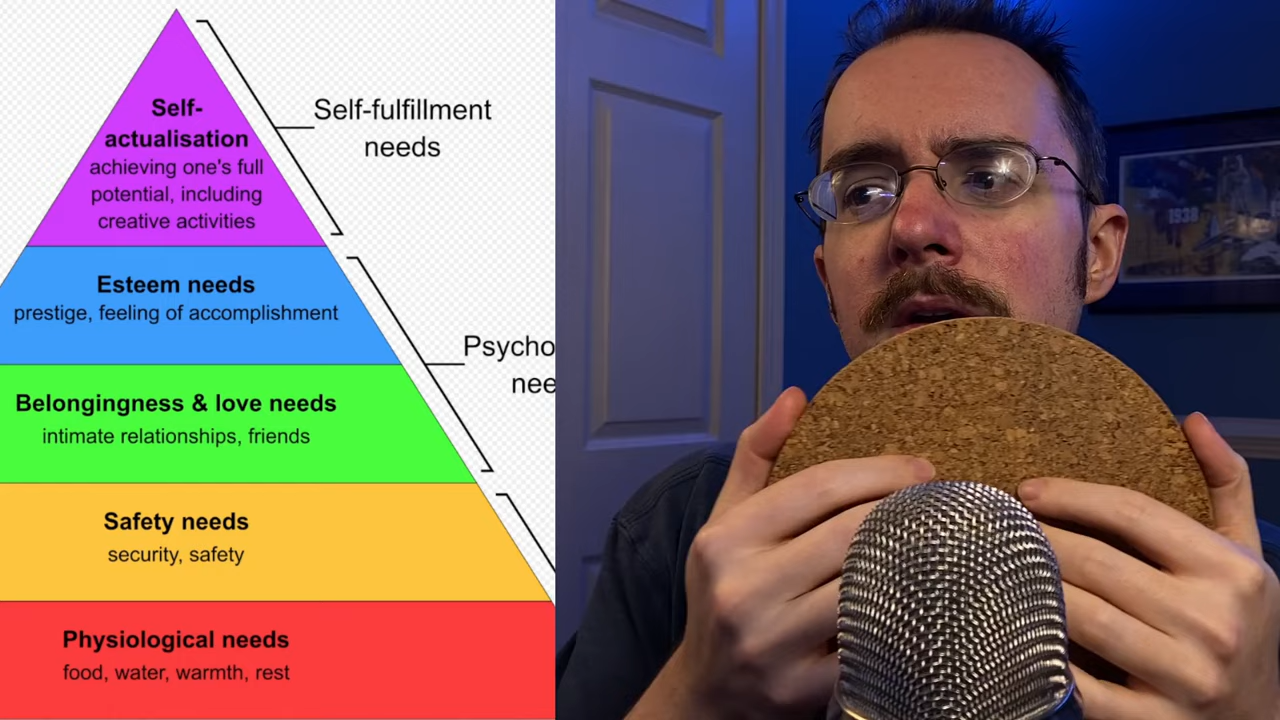 Self-
actualisation
achieving one's full
potential, including
creative activities
Self-fulfillment
needs
Esteem needs
prestige, feeling of accomplishment
Psycho
nee
Belongingness & love needs
intimate relationships, friends
Safety needs
security, safety
Physiological needs
food, water, warmth, rest
1938